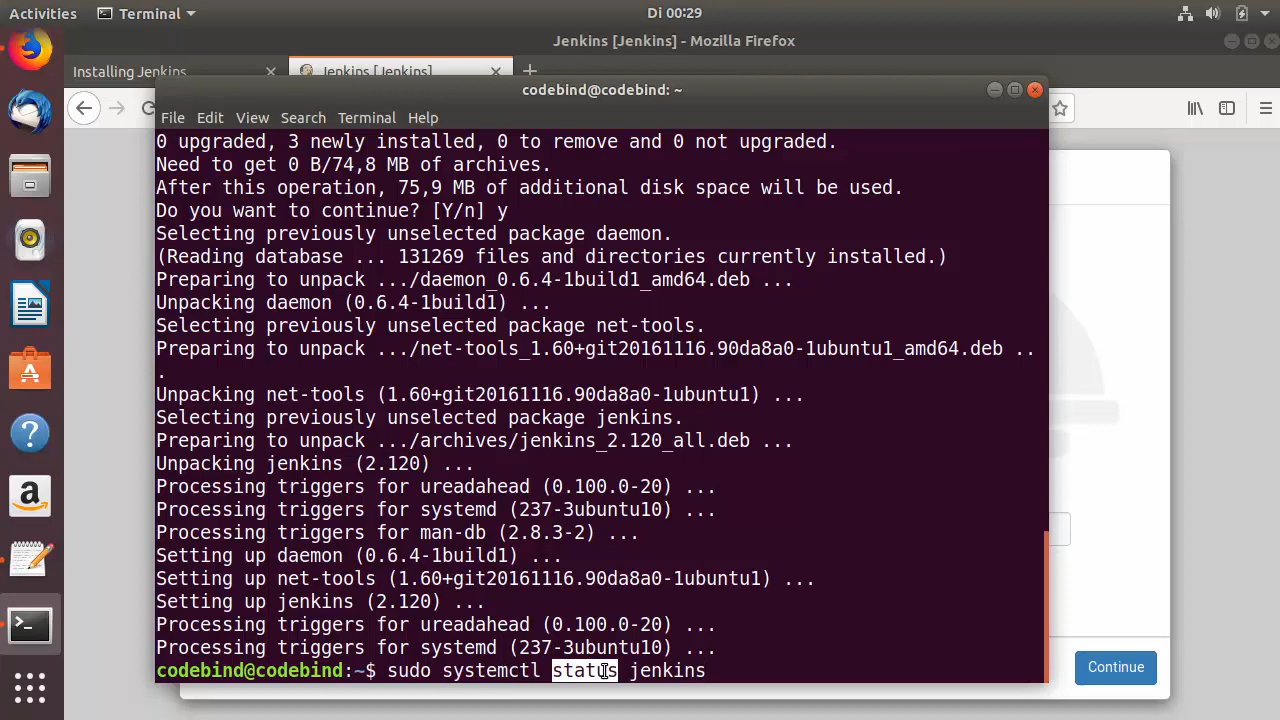 Activities
Terminal
Di 00:29
Jenkins [Jenkins] - Mozilla Firefox
Installing Jenkins
Jenkins [Jenkins]
codebind@codebind: ~
File Edit View Search Terminal Help
0 upgraded, 3 newly installed, 0 to remove and 0 not upgraded.
Need to get 0 B/74,8 MB of archives.
After this operation, 75,9 MB of additional disk space will be used.
Do you want to continue? [Y/n] y
Selecting previously unselected package daemon.
(Reading database ... 131269 files and directories currently installed.)
Preparing to unpack .../daemon_0.6.4-1build1_amd64.deb ...
Unpacking daemon (0.6.4-1build1) ...
Selecting previously unselected package net-tools.
Preparing to unpack .../net-tools_1.60+git20161116.90da8a0-1ubuntu1_amd64.deb ..
.
Unpacking net-tools (1.60+git20161116.90da8a0-1ubuntu1) ...
Selecting previously unselected package jenkins.
Preparing to unpack .../archives/jenkins_2.120_all.deb ...
Unpacking jenkins (2.120) ...
Processing triggers for ureadahead (0.100.0-20) ...
Processing triggers for systemd (237-3ubuntu10) ...
Processing triggers for man-db (2.8.3-2) ...
Setting up daemon (0.6.4-1build1) ...
Setting up net-tools (1.60+git20161116.90da8a0-1ubuntu1) ...
Setting up jenkins (2.120) ...
Processing triggers for ureadahead (0.100.0-20) ...
Processing triggers for systemd (237-3ubuntu10) ...
codebind@codebind:~$ sudo systemctl status jenkins
Continue